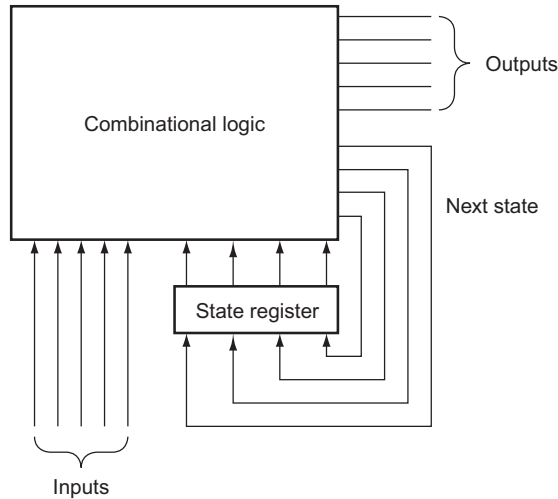 Combinational logic
Outputs
Next state
State register
Inputs